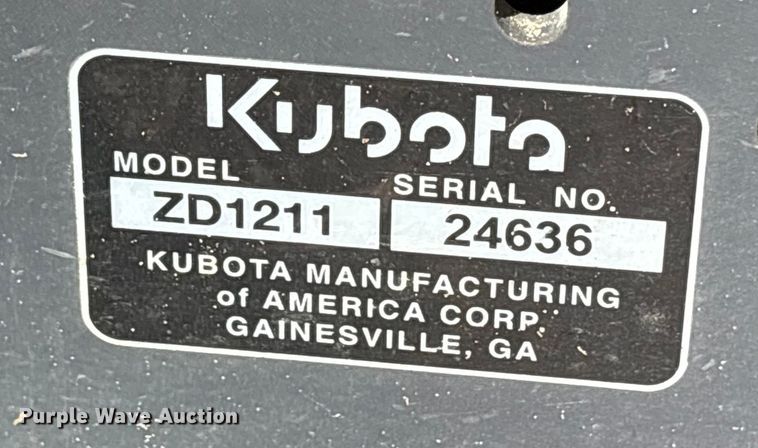 Kubota
MODEL SERIAL NO.
ZD1211 24636
KUBOTA MANUFACTURING
of AMERICA CORP.
GAINESVILLE, GA
Purple Wave Auction